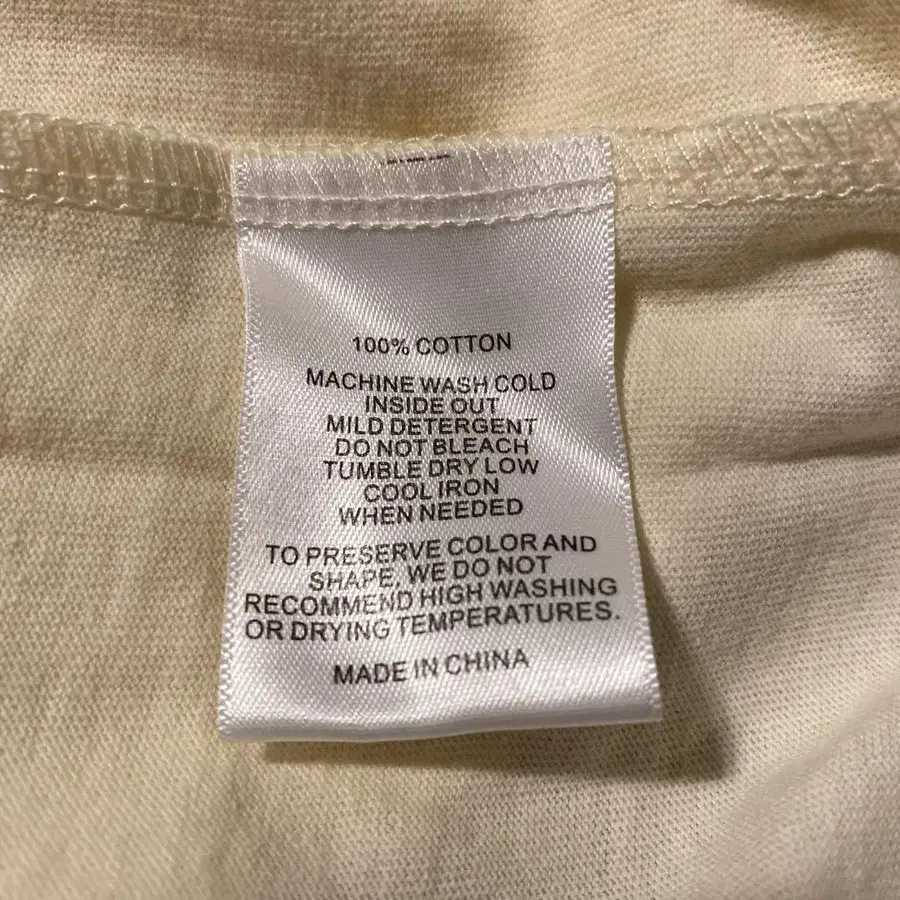 100% COTTON
MACHINE WASH COLD
INSIDE OUT
MILD DETERGENT
DO NOT BLEACH
TUMBLE DRY LOW
COOL IRON
WHEN NEEDED
TO PRESERVE COLOR AND
SHAPE, WE DO NOT
RECOMMEND HIGH WASHING
OR DRYING TEMPERATURES.
MADE IN CHINA